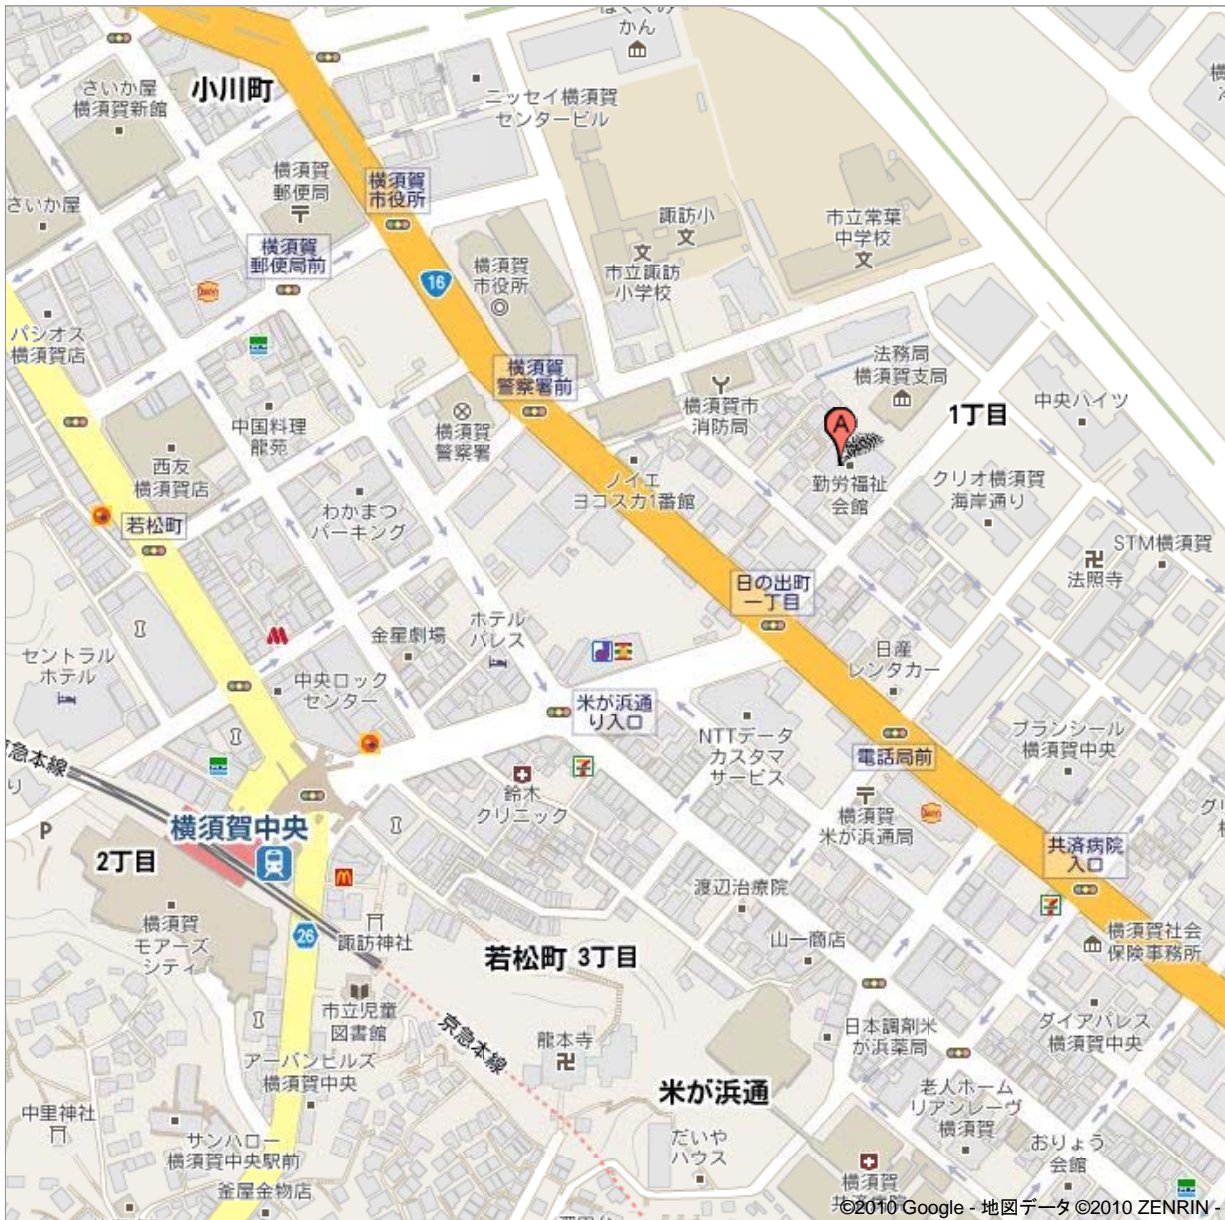 かん
小川町
さいか屋
横須賀新館
ニッセイ横須賀
センタービル
横須賀
郵便局
横須賀
市役所
さいか屋
諏訪小
市立常葉
中学校
横須賀
郵便局前
16
横須賀
市役所
市立諏訪
小学校
パシオス
横須賀店
横須賀
警察署前
法務局
横須賀支局
中国料理
龍苑
横須賀
警察署
横須賀市
消防局
1丁目
中央ハイツ
A
西友
横須賀店
ノイエ
ヨコスカ1番館
勤労福祉
会館
クリオ横須賀
海岸通り
若松町
わかまつ
パーキング
STM横須賀
法照寺
日の出町
一丁目
金星劇場
ホテル
パレス
日産
レンタカー
セントラル
ホテル
中央ロック
センター
米が浜通
り入口
NTTデータ
カスタマ
サービス
電話局前
ブランシール
横須賀中央
急本線
り
鈴木
クリニック
横須賀
米が浜通局
横須賀中央
P
2丁目
共済病院
入口
渡辺治療院
横須賀
モアーズ
シティ
26
諏訪神社
若松町 3丁目
山一商店
横須賀社会
保険事務所
市立児童
図書館
京急本線
龍本寺
日本調剤米
が浜薬局
ダイアパレス
横須賀中央
アーバンヒルズ
横須賀中央
米が浜通
老人ホーム
リアンレーヴ
横須賀
中里神社
サンハロー
横須賀中央駅前
だいや
ハウス
おりょう
会館
釜屋金物店
横須賀
共済病院
©2010 Google - 地図データ ©2010 ZENRIN -